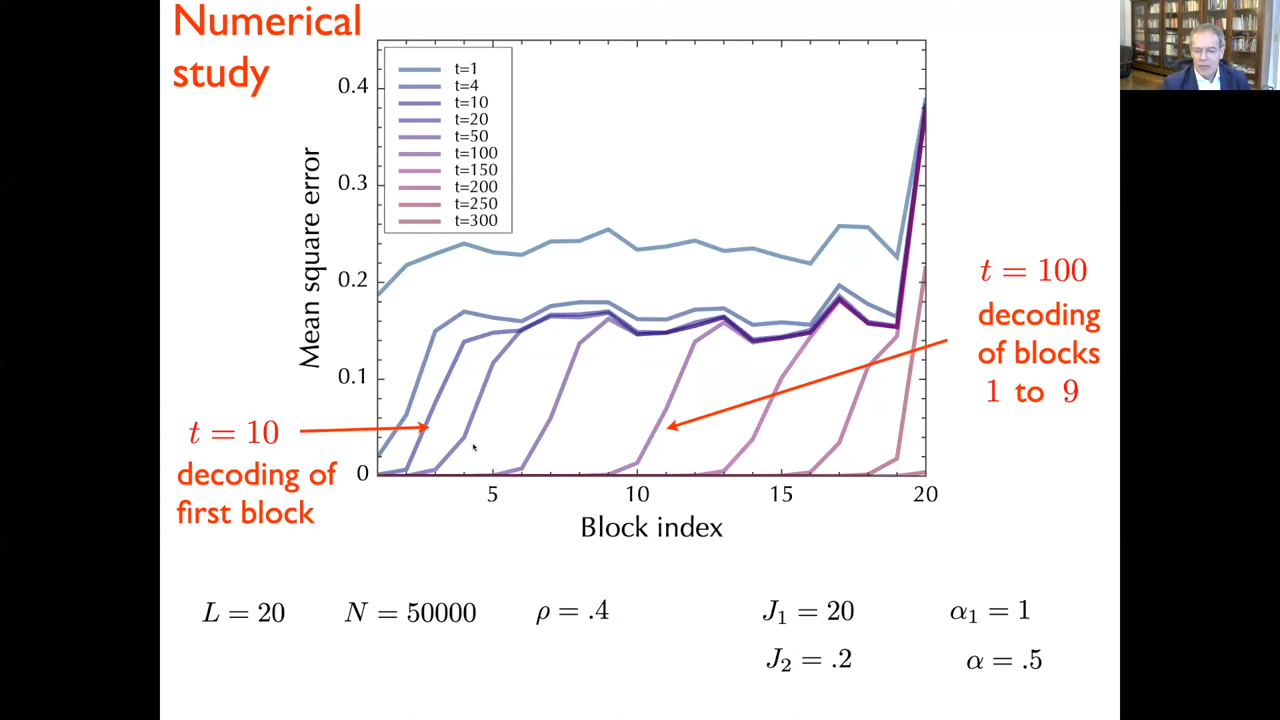 Numerical
study
t=1
t=4
t=10
t=20
t=50
t=100
t=150
t=200
t=250
t=300
0.4
0.3
0.2
0.1
0
Mean square error
5
10
15
20
Block index
t = 10
decoding of
first block
t = 100
decoding
of blocks
1 to 9
L = 20 N = 50000 ρ = .4 J₁ = 20 α₁ = 1
J₂ = .2 α = .5